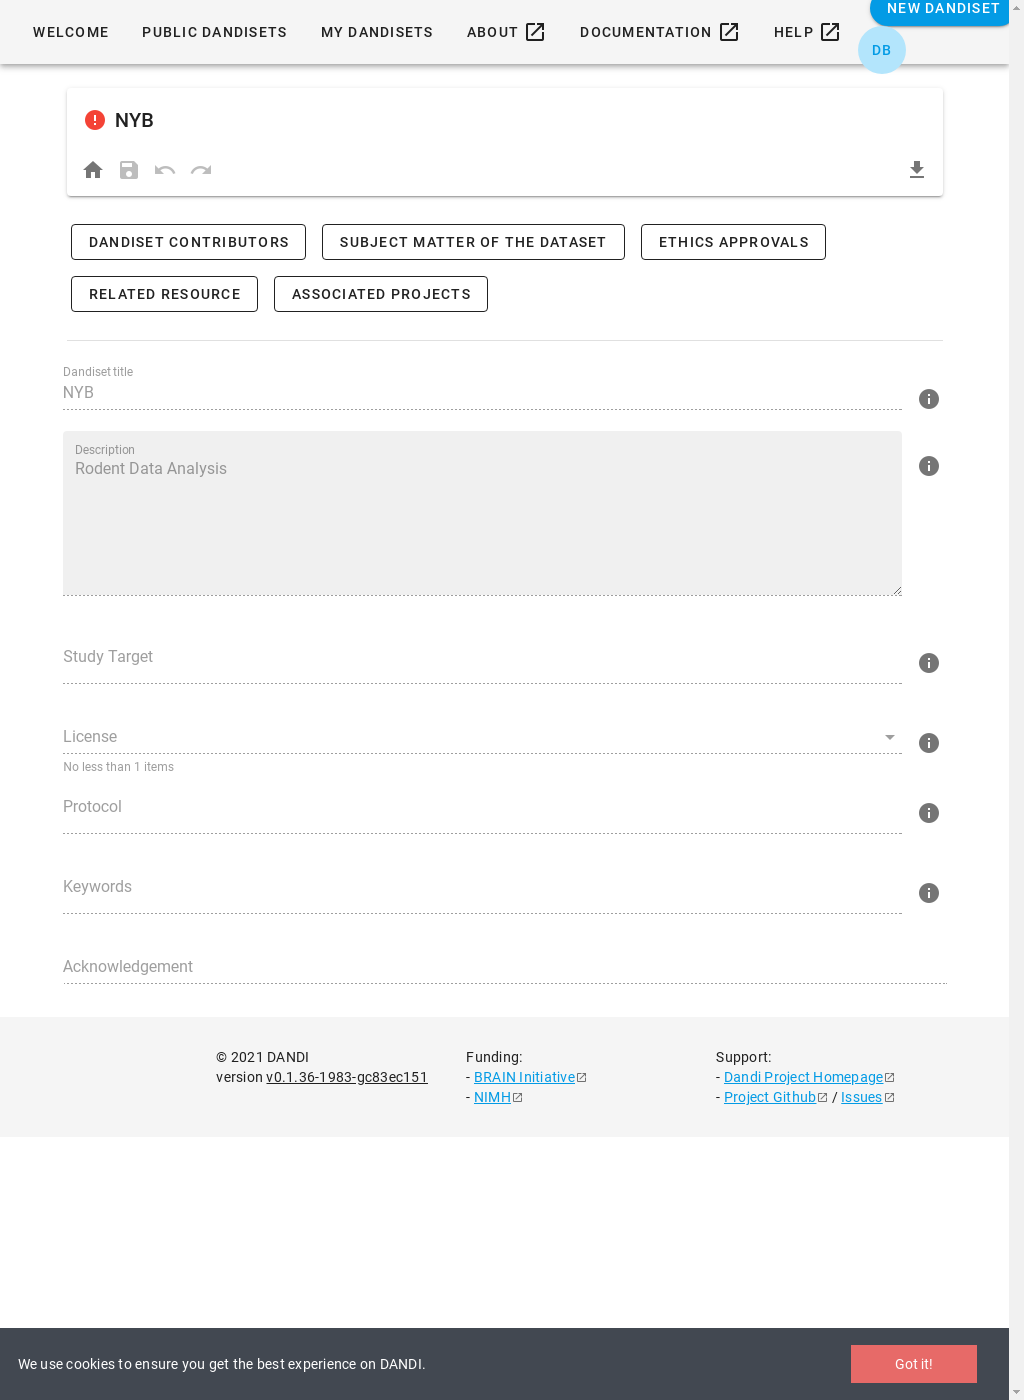 WELCOME PUBLIC DANDISETS MY DANDISETS ABOUT DOCUMENTATION HELP NEW DANDISET
DB
NYB
DANDISET CONTRIBUTORS SUBJECT MATTER OF THE DATASET ETHICS APPROVALS
RELATED RESOURCE ASSOCIATED PROJECTS
Dandiset title
NYB
Description
Rodent Data Analysis
Study Target
License
No less than 1 items
Protocol
Keywords
Acknowledgement
© 2021 DANDI
version v0.1.36-1983-gc83ec151
Funding:
- BRAIN Initiative
- NIMH
Support:
- Dandi Project Homepage
- Project Github / Issues
We use cookies to ensure you get the best experience on DANDI.
Got it!